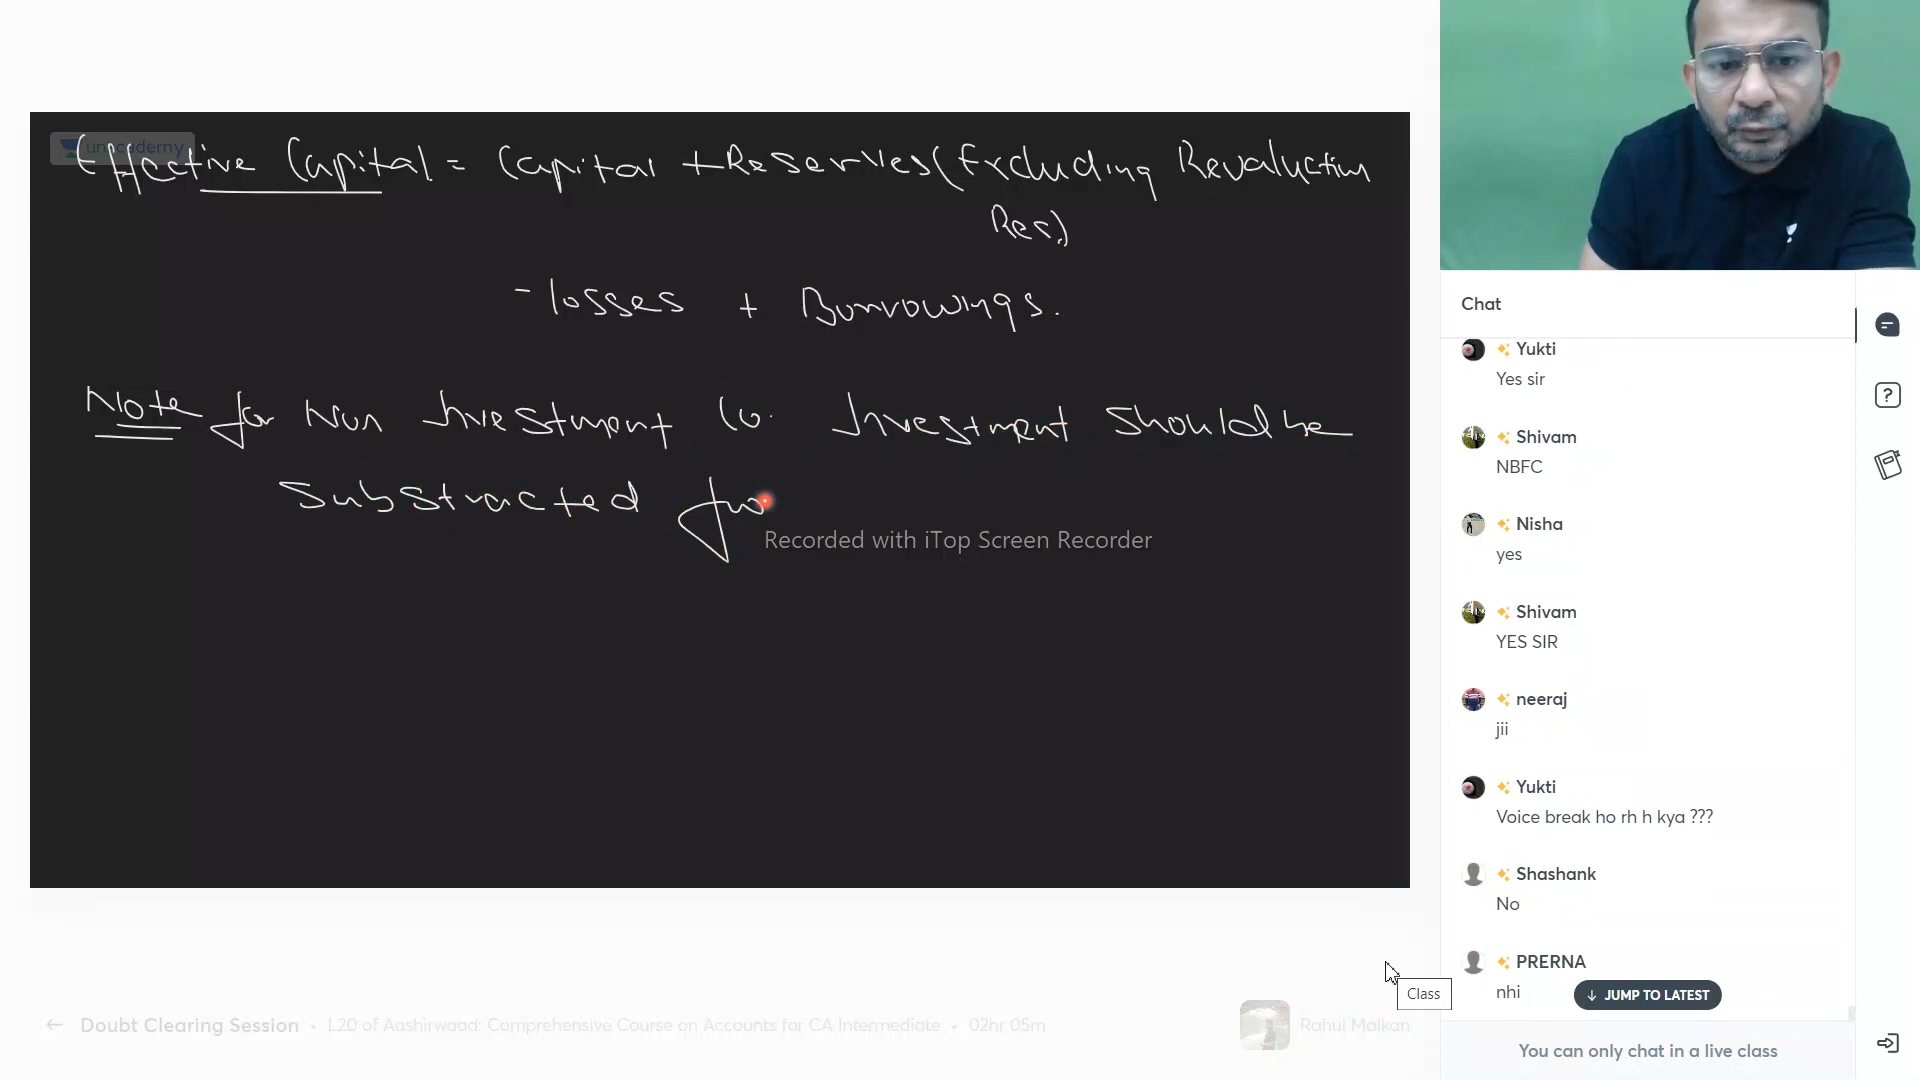 unacademy
Effective Capital = Capital + Reserves (Excluding Revaluation
Res.)
- losses + Borrowings.
Note for Non Investment Co. Investment should be
Substracted fro
Recorded with iTop Screen Recorder
Chat
Yukti
Yes sir
Shivam
NBFC
Nisha
yes
Shivam
YES SIR
neeraj
jii
Yukti
Voice break ho rh h kya ???
Shashank
No
PRERNA
nhi
JUMP TO LATEST
Class
Doubt Clearing Session • L20 of Aashirwaad: Comprehensive Course on Accounts for CA Intermediate • 02hr 05m
Rahul Malkan
You can only chat in a live class